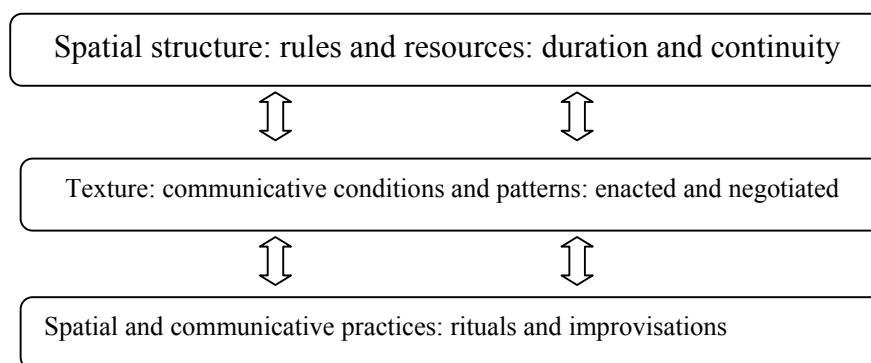 Spatial structure: rules and resources: duration and continuity
Texture: communicative conditions and patterns: enacted and negotiated
Spatial and communicative practices: rituals and improvisations